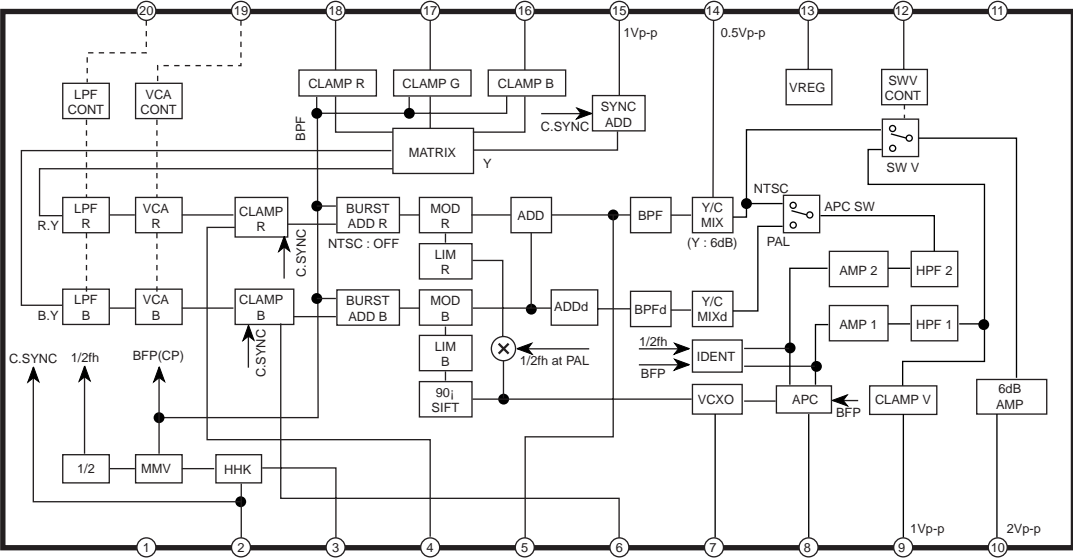 20
19
18
17
16
15
14
13
12
11
1Vp-p
0.5Vp-p
LPF
CONT
VCA
CONT
CLAMP R
CLAMP G
CLAMP B
VREG
SWV
CONT
BPF
C.SYNC
SYNC
ADD
MATRIX
Y
SW V
R.Y
LPF
R
VCA
R
CLAMP
R
BURST
ADD R
NTSC : OFF
MOD
R
ADD
BPF
Y/C
MIX
(Y : 6dB)
NTSC
PAL
APC SW
LIM
R
C.SYNC
AMP 2
HPF 2
B.Y
LPF
B
VCA
B
CLAMP
B
BURST
ADD B
MOD
B
ADDd
BPFd
Y/C
MIXd
AMP 1
HPF 1
C.SYNC
1/2fh
BFP(CP)
C.SYNC
LIM
B
1/2fh at PAL
1/2fh
BFP
IDENT
90¡
SIFT
VCXO
APC
BFP
CLAMP V
6dB
AMP
1/2
MMV
HHK
1Vp-p
2Vp-p
1
2
3
4
5
6
7
8
9
10